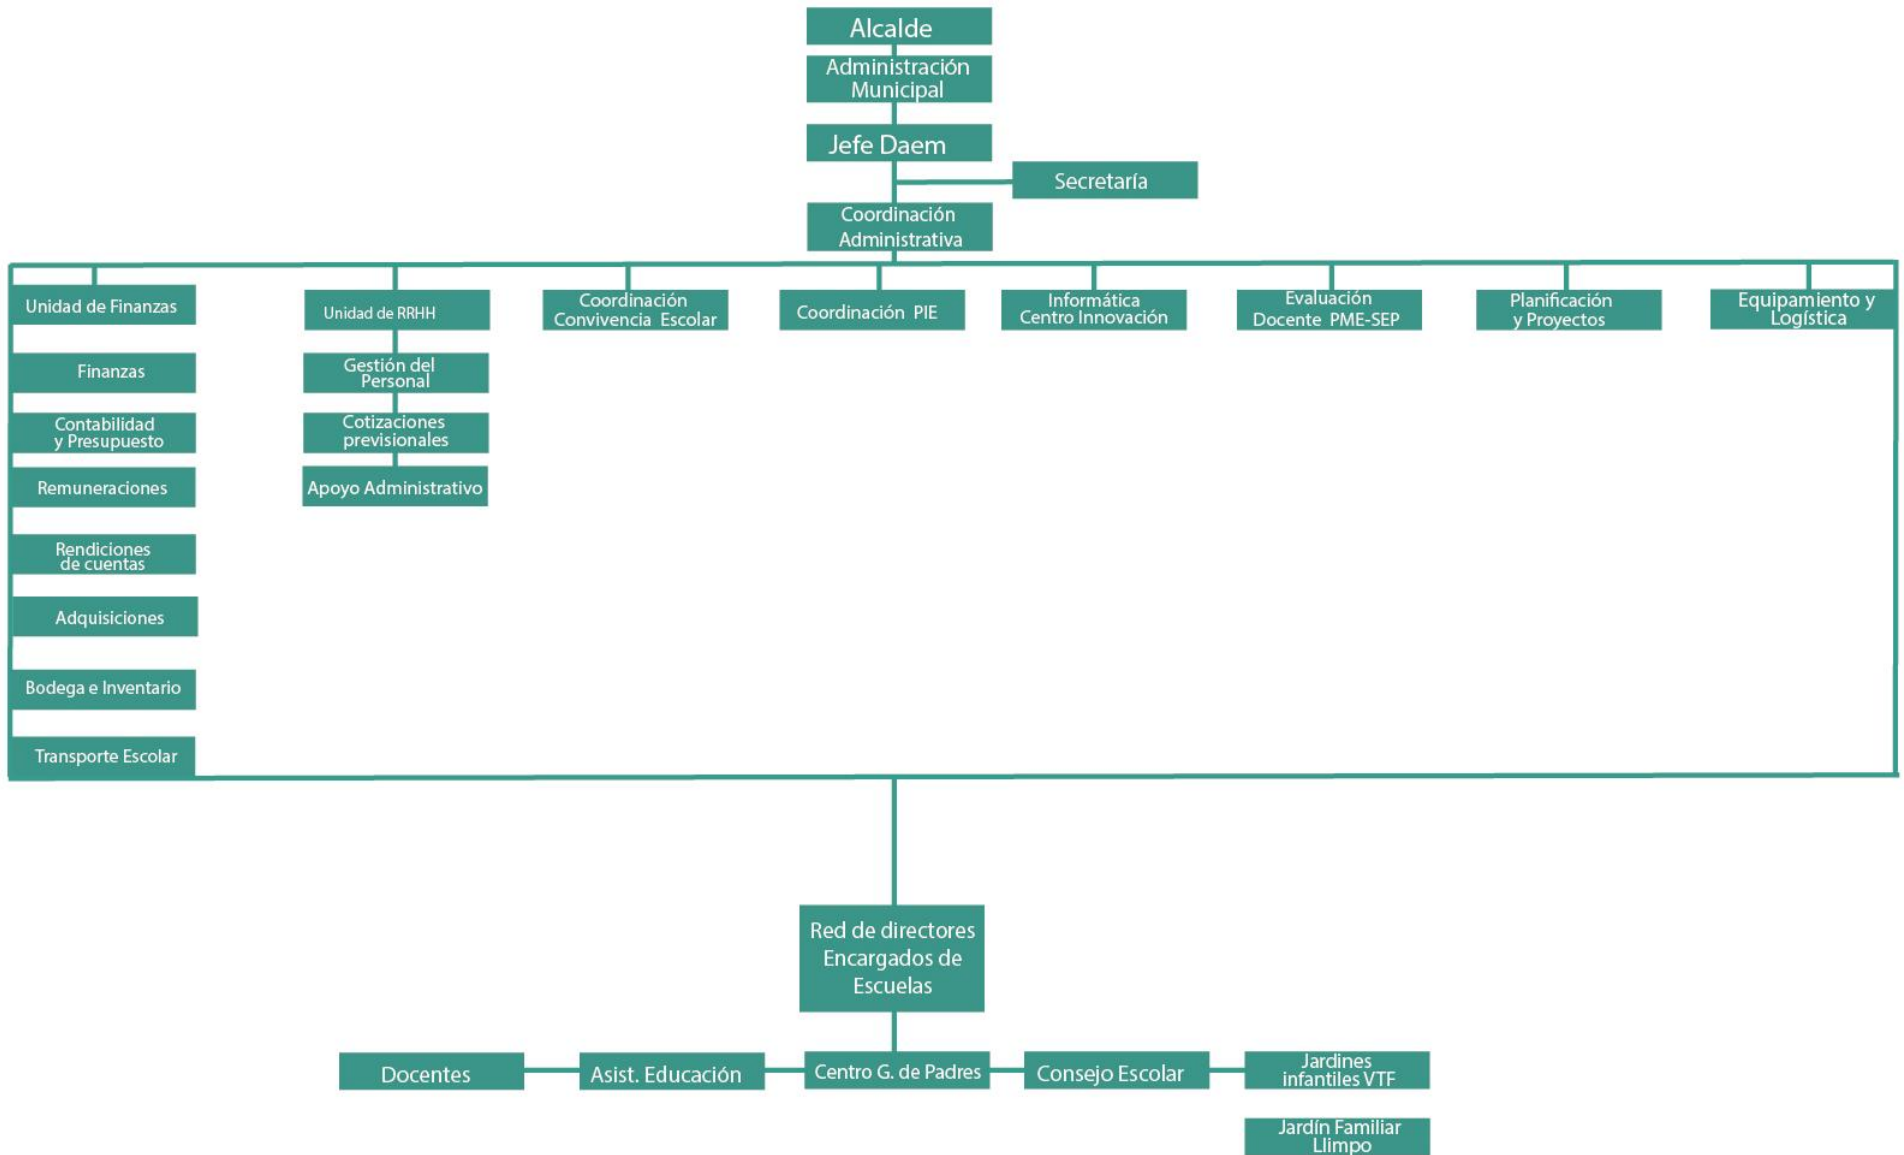 Alcalde
Administración
Municipal
Jefe Daem
Secretaría
Coordinación
Administrativa
Unidad de Finanzas
Unidad de RRHH
Coordinación
Convivencia Escolar
Coordinación PIE
Informática
Centro Innovación
Evaluación
Docente PME-SEP
Planificación
y Proyectos
Equipamiento y
Logística
Finanzas
Contabilidad
y Presupuesto
Remuneraciones
Rendiciones
de cuentas
Adquisiciones
Bodega e Inventario
Transporte Escolar
Gestión del
Personal
Cotizaciones
previsionales
Apoyo Administrativo
Red de directores
Encargados de
Escuelas
Docentes
Asist. Educación
Centro G. de Padres
Consejo Escolar
Jardines
infantiles VTF
Jardín Familiar
Llimpo